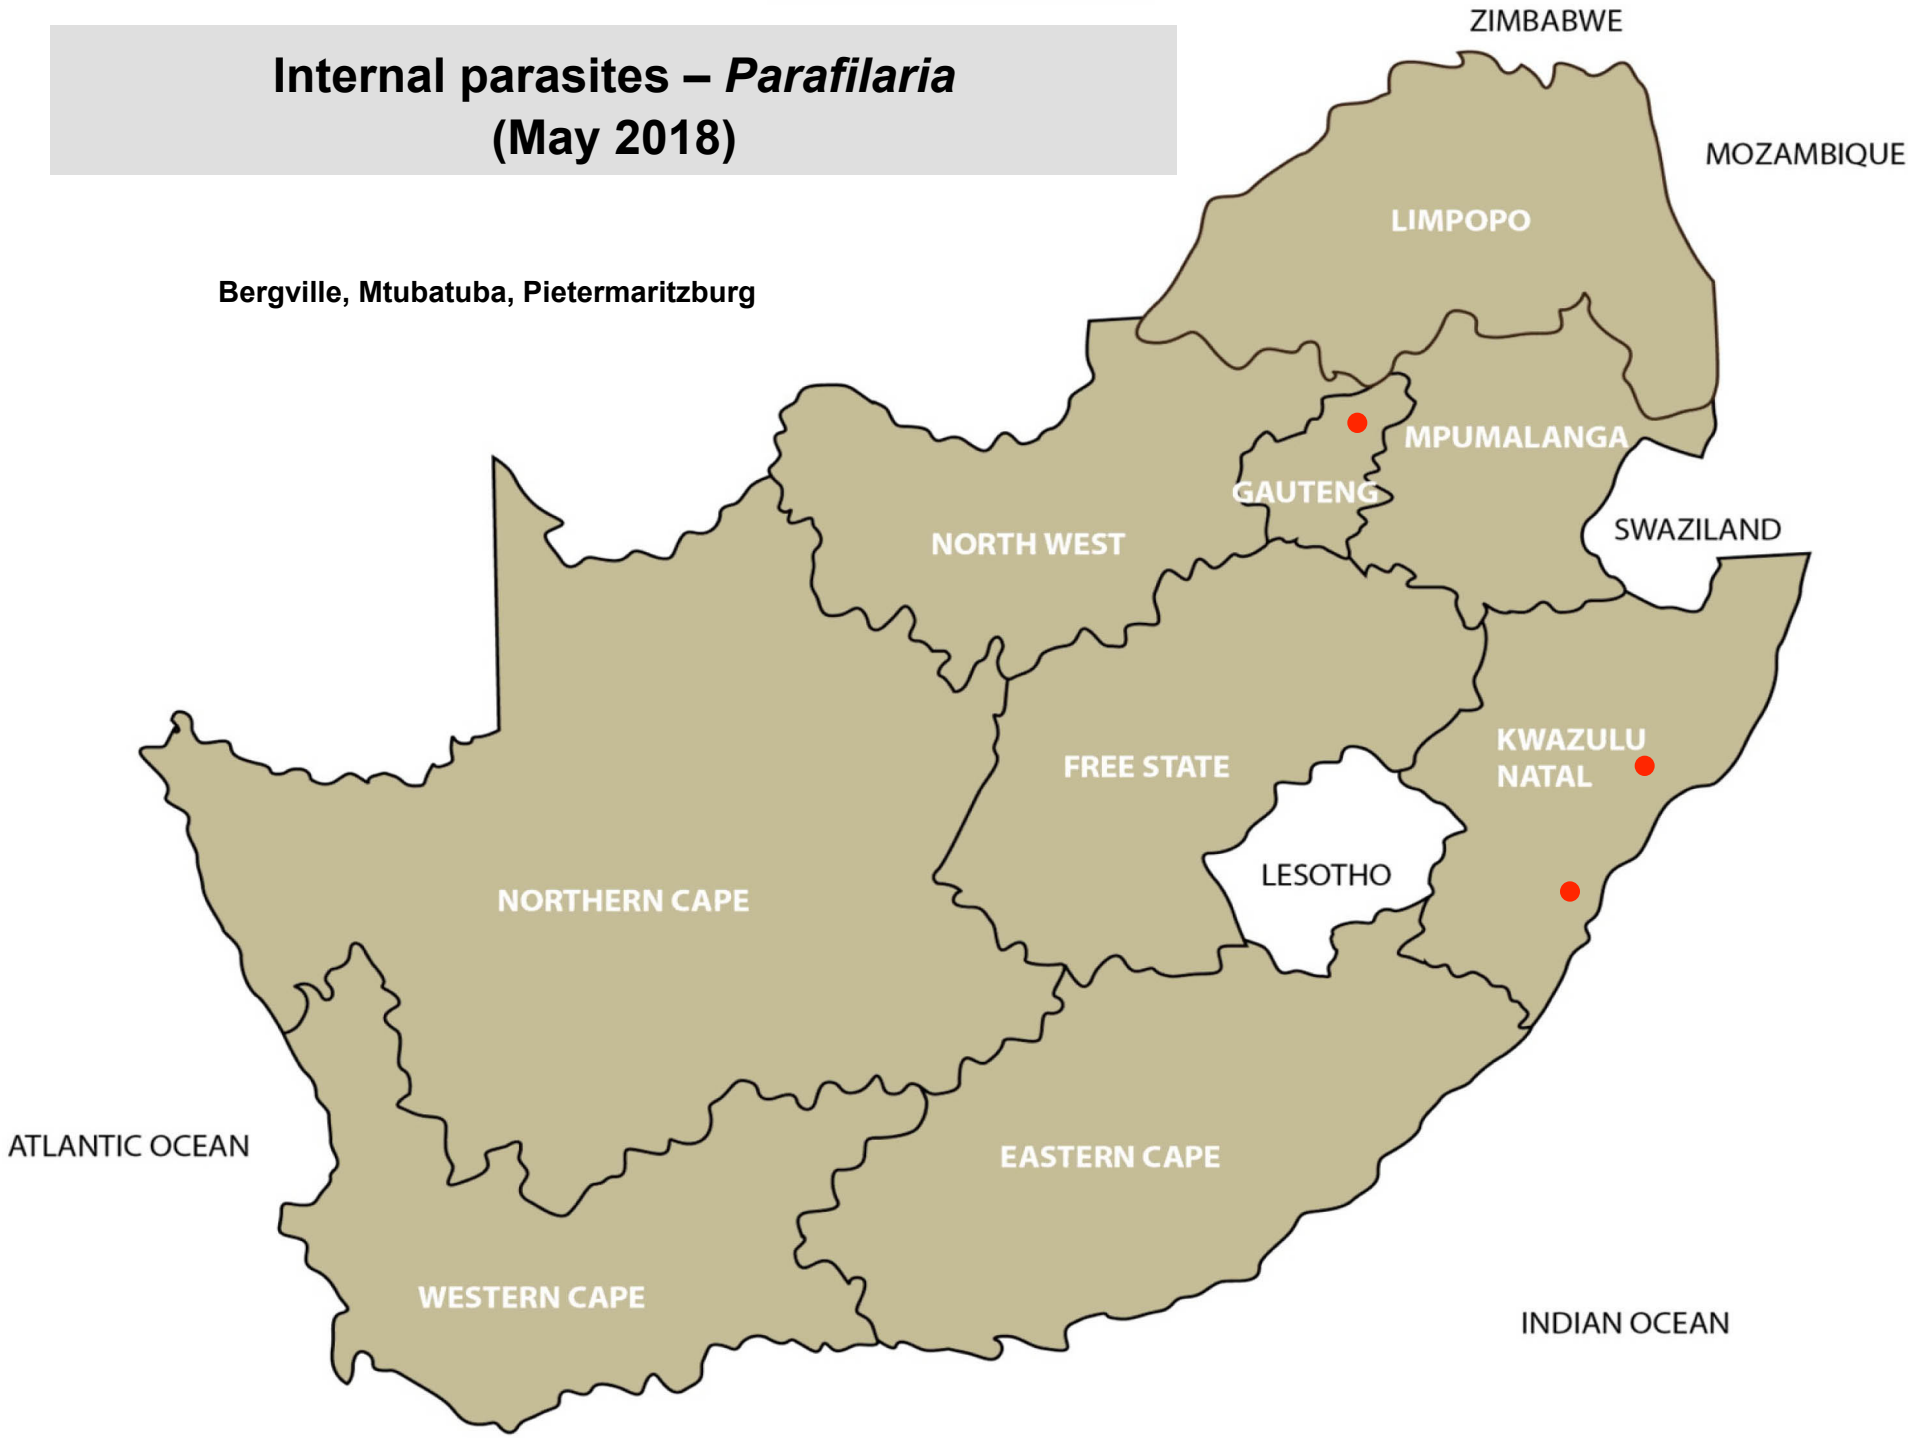 Internal parasites – Parafilaria
(May 2018)
Bergville, Mtubatuba, Pietermaritzburg
ZIMBABWE
MOZAMBIQUE
LIMPOPO
MPUMALANGA
GAUTENG
SWAZILAND
NORTH WEST
KWAZULU
NATAL
FREE STATE
LESOTHO
NORTHERN CAPE
ATLANTIC OCEAN
EASTERN CAPE
WESTERN CAPE
INDIAN OCEAN